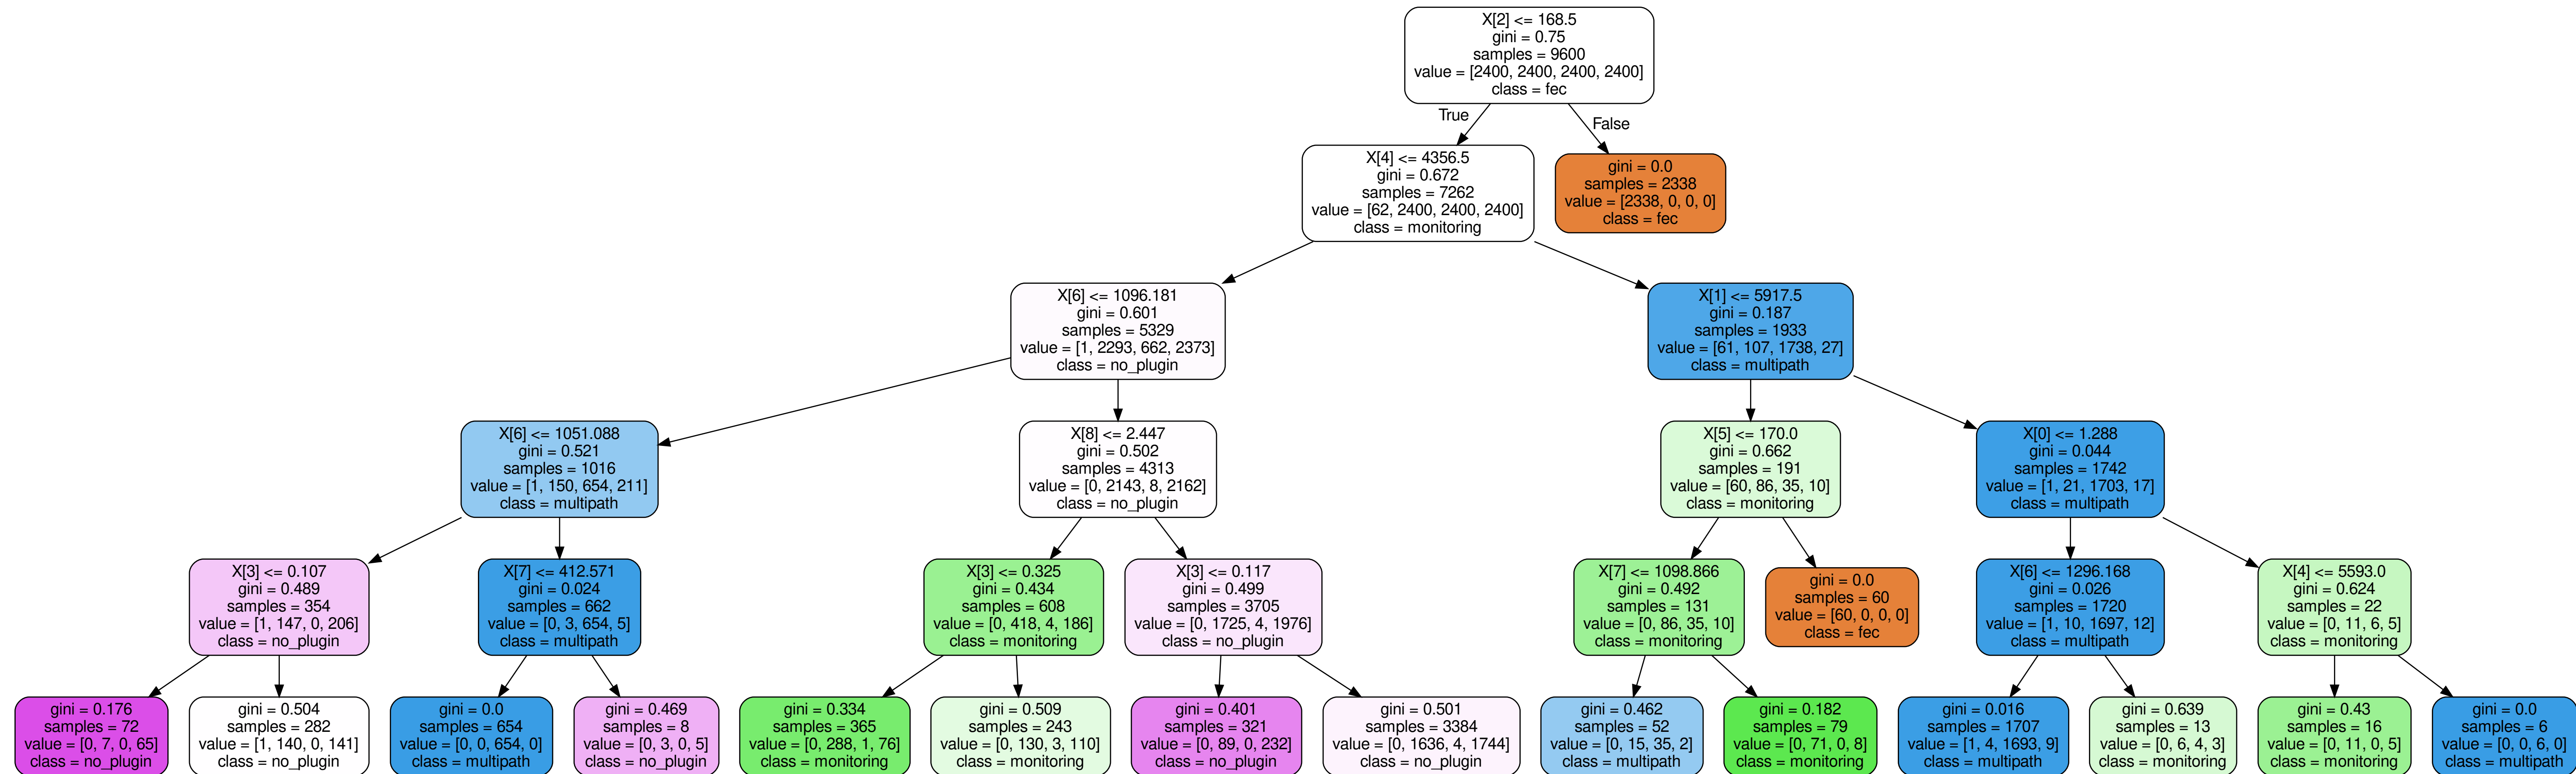 X[2] <= 168.5
gini = 0.75
samples = 9600
value = [2400, 2400, 2400, 2400]
class = fec
True
False
X[4] <= 4356.5
gini = 0.672
samples = 7262
value = [62, 2400, 2400, 2400]
class = monitoring
gini = 0.0
samples = 2338
value = [2338, 0, 0, 0]
class = fec
X[6] <= 1096.181
gini = 0.601
samples = 5329
value = [1, 2293, 662, 2373]
class = no_plugin
X[1] <= 5917.5
gini = 0.187
samples = 1933
value = [61, 107, 1738, 27]
class = multipath
X[6] <= 1051.088
gini = 0.521
samples = 1016
value = [1, 150, 654, 211]
class = multipath
X[8] <= 2.447
gini = 0.502
samples = 4313
value = [0, 2143, 8, 2162]
class = no_plugin
X[5] <= 170.0
gini = 0.662
samples = 191
value = [60, 86, 35, 10]
class = monitoring
X[0] <= 1.288
gini = 0.044
samples = 1742
value = [1, 21, 1703, 17]
class = multipath
X[3] <= 0.107
gini = 0.489
samples = 354
value = [1, 147, 0, 206]
class = no_plugin
X[7] <= 412.571
gini = 0.024
samples = 662
value = [0, 3, 654, 5]
class = multipath
X[3] <= 0.325
gini = 0.434
samples = 608
value = [0, 418, 4, 186]
class = monitoring
X[3] <= 0.117
gini = 0.499
samples = 3705
value = [0, 1725, 4, 1976]
class = no_plugin
X[7] <= 1098.866
gini = 0.492
samples = 131
value = [0, 86, 35, 10]
class = monitoring
gini = 0.0
samples = 60
value = [60, 0, 0, 0]
class = fec
X[6] <= 1296.168
gini = 0.026
samples = 1720
value = [1, 10, 1697, 12]
class = multipath
X[4] <= 5593.0
gini = 0.624
samples = 22
value = [0, 11, 6, 5]
class = monitoring
gini = 0.176
samples = 72
value = [0, 7, 0, 65]
class = no_plugin
gini = 0.504
samples = 282
value = [1, 140, 0, 141]
class = no_plugin
gini = 0.0
samples = 654
value = [0, 0, 654, 0]
class = multipath
gini = 0.469
samples = 8
value = [0, 3, 0, 5]
class = no_plugin
gini = 0.334
samples = 365
value = [0, 288, 1, 76]
class = monitoring
gini = 0.509
samples = 243
value = [0, 130, 3, 110]
class = monitoring
gini = 0.401
samples = 321
value = [0, 89, 0, 232]
class = no_plugin
gini = 0.501
samples = 3384
value = [0, 1636, 4, 1744]
class = no_plugin
gini = 0.462
samples = 52
value = [0, 15, 35, 2]
class = multipath
gini = 0.182
samples = 79
value = [0, 71, 0, 8]
class = monitoring
gini = 0.016
samples = 1707
value = [1, 4, 1693, 9]
class = multipath
gini = 0.639
samples = 13
value = [0, 6, 4, 3]
class = monitoring
gini = 0.43
samples = 16
value = [0, 11, 0, 5]
class = monitoring
gini = 0.0
samples = 6
value = [0, 0, 6, 0]
class = multipath